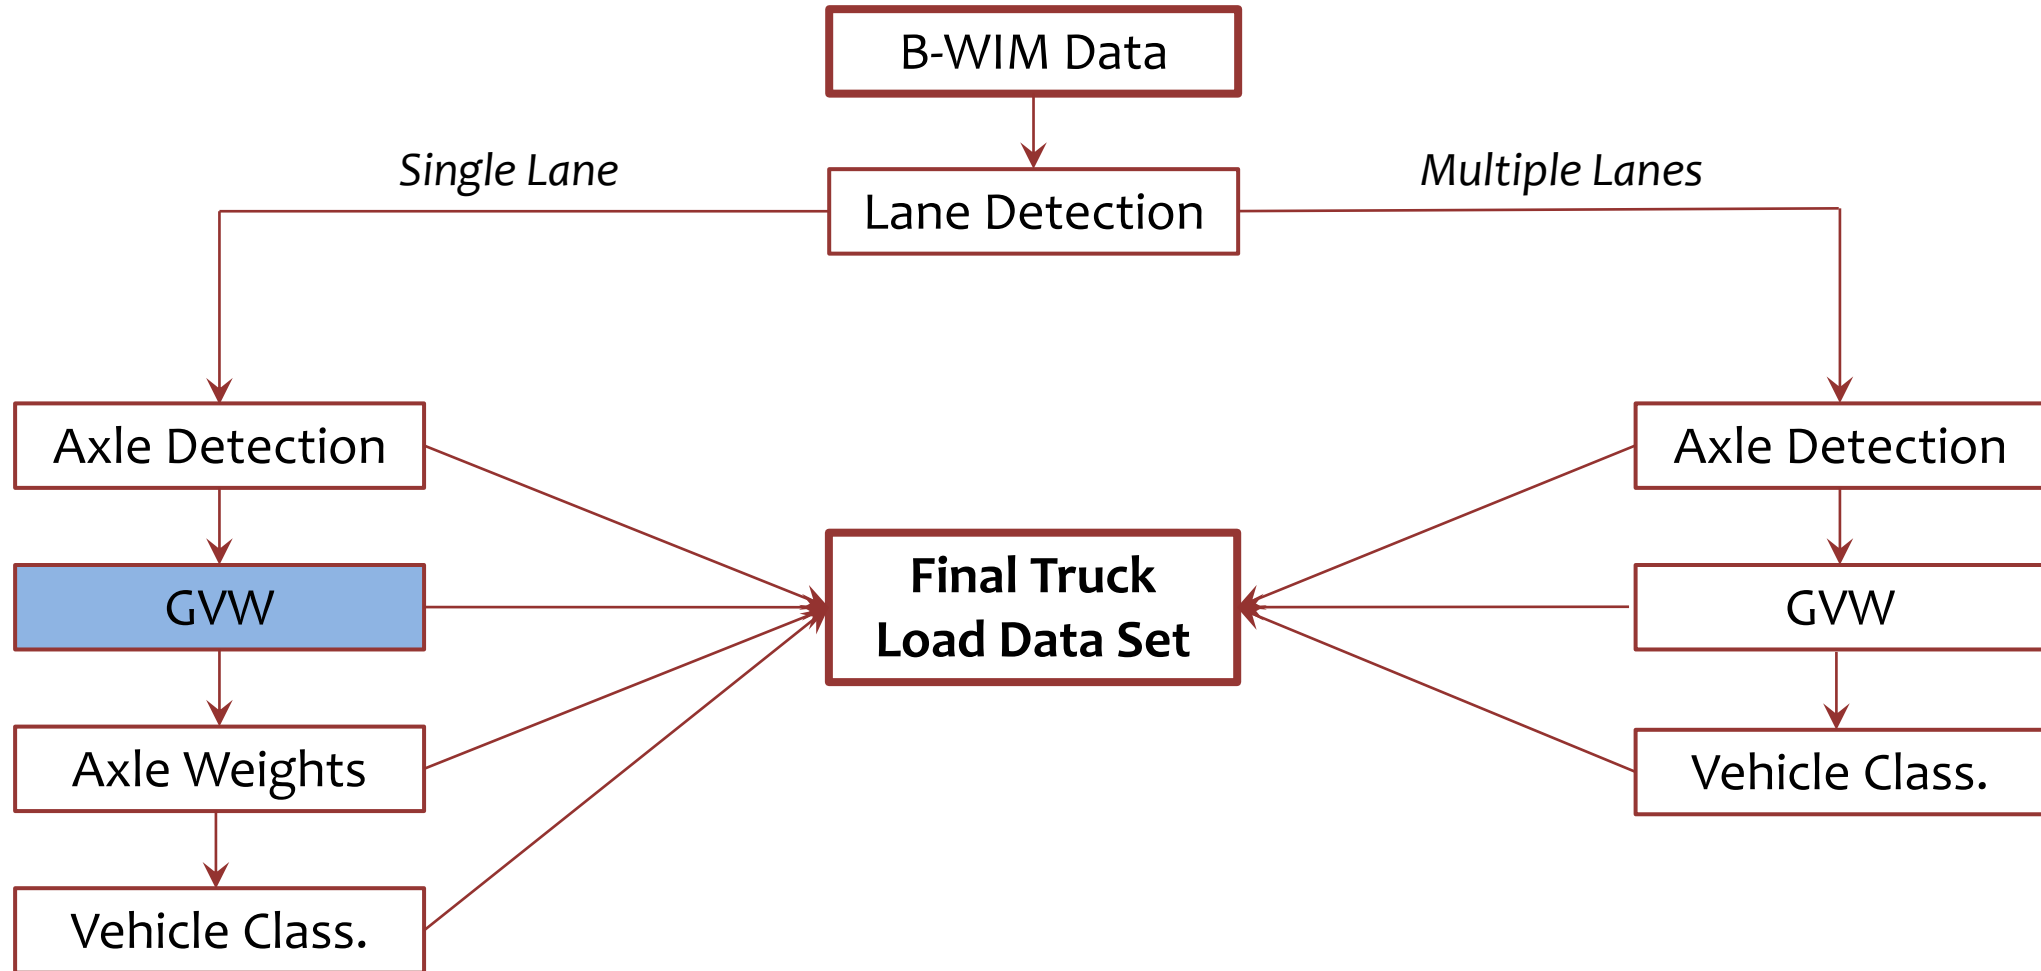 B-WIM Data
Single Lane
Multiple Lanes
Lane Detection
Axle Detection
Axle Detection
GVW
Final Truck
Load Data Set
GVW
Axle Weights
Vehicle Class.
Vehicle Class.